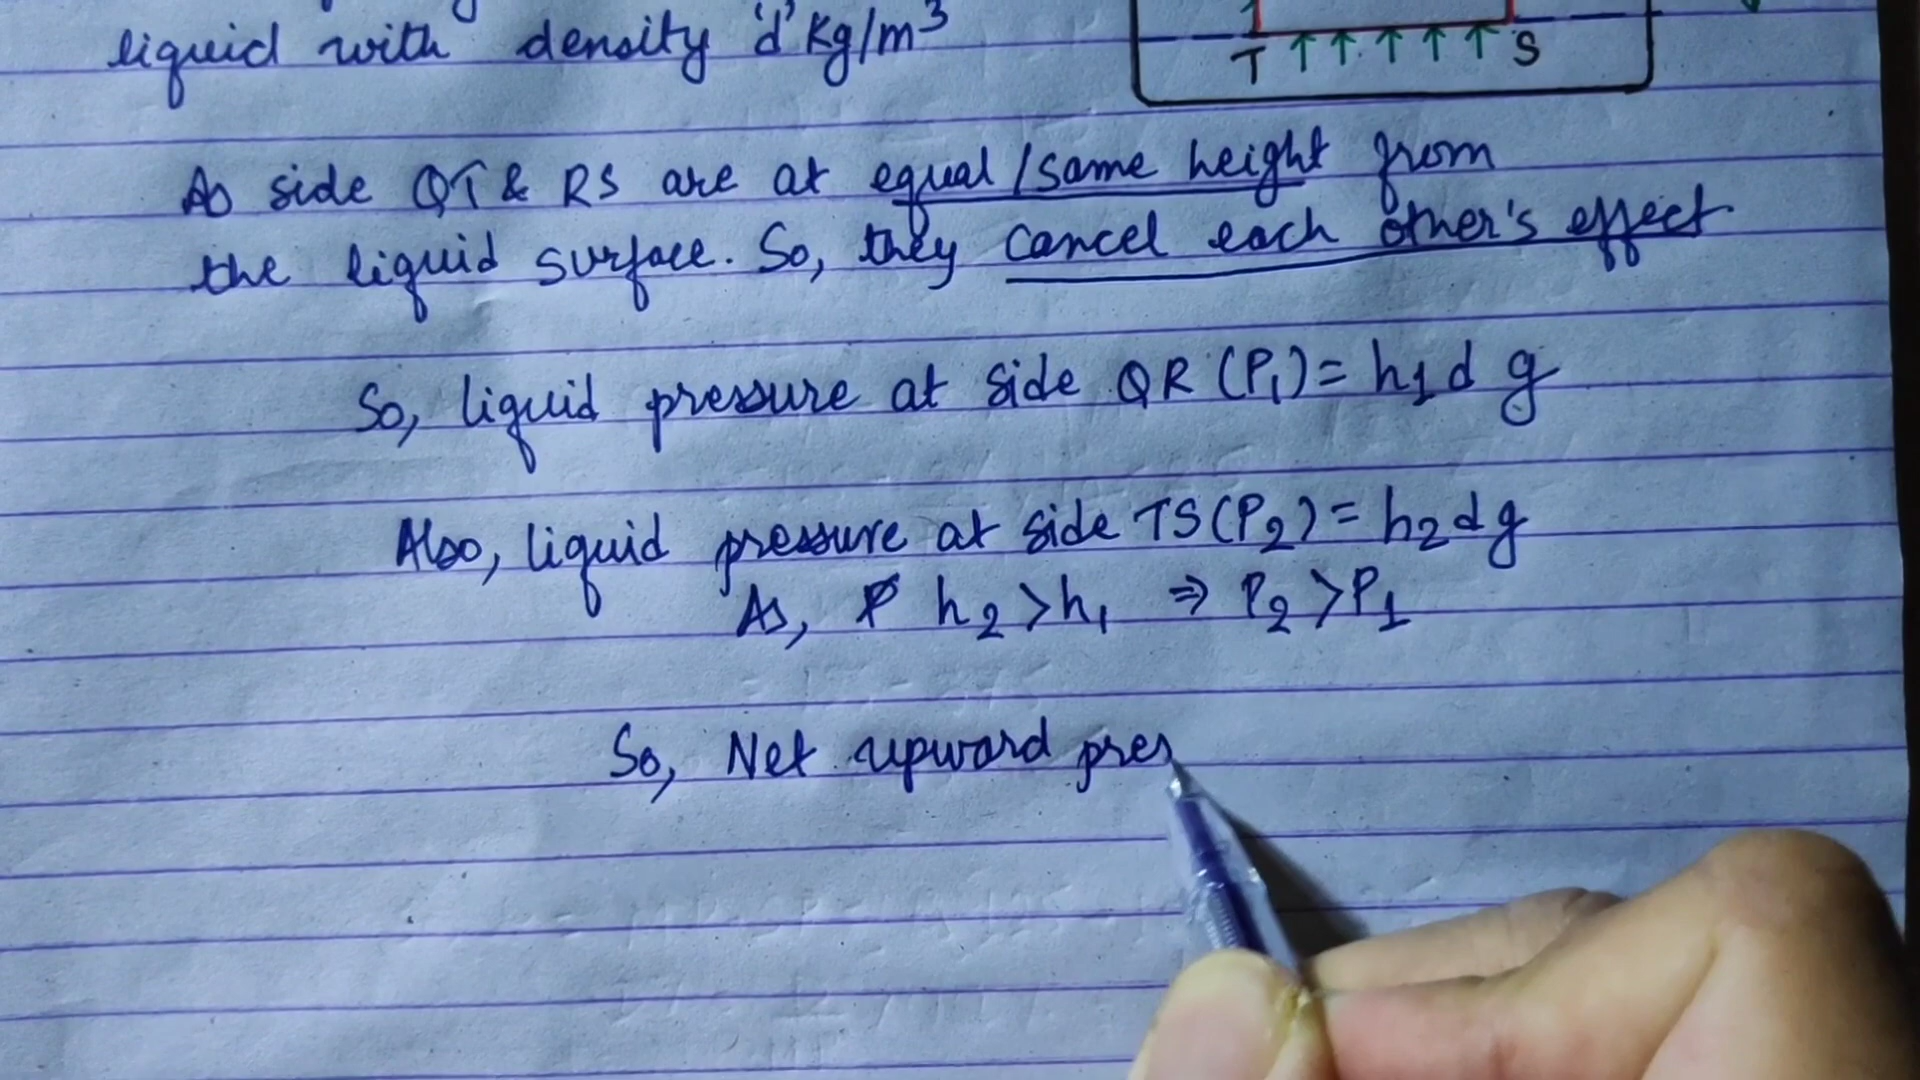 liquid with density 'd' Kg/m³
T S
As side QT & RS are at equal/same height from
the liquid surface. So, they cancel each other's effect
So, liquid pressure at side QR (P₁) = h₁ d g
Also, liquid pressure at side TS (P₂) = h₂ d g
As, h₂ > h₁ ⇒ P₂ > P₁
So, Net upward pres